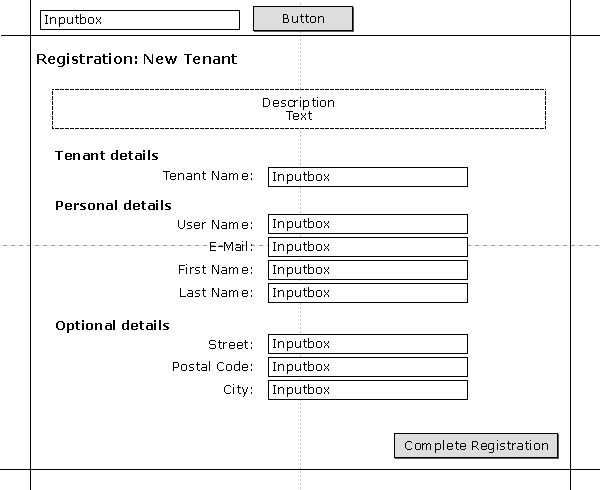 Inputbox Button
Registration: New Tenant
Description
Text
Tenant details
Tenant Name: Inputbox
Personal details
User Name: Inputbox
E-Mail: Inputbox
First Name: Inputbox
Last Name: Inputbox
Optional details
Street: Inputbox
Postal Code: Inputbox
City: Inputbox
Complete Registration